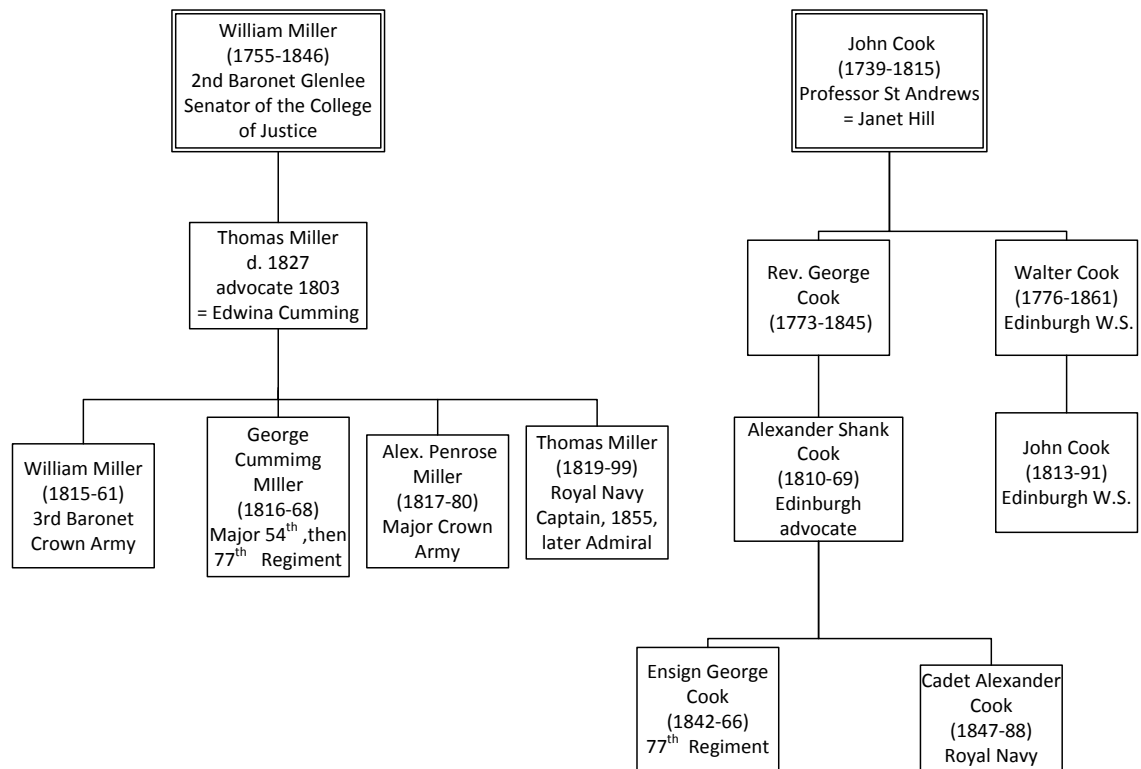 William Miller
(1755-1846)
2nd Baronet Glenlee
Senator of the College
of Justice
John Cook
(1739-1815)
Professor St Andrews
= Janet Hill
Thomas Miller
d. 1827
advocate 1803
= Edwina Cumming
Rev. George
Cook
(1773-1845)
Walter Cook
(1776-1861)
Edinburgh W.S.
William Miller
(1815-61)
3rd Baronet
Crown Army
George
Cummimg
MIller
(1816-68)
Major 54th ,then
77th Regiment
Alex. Penrose
Miller
(1817-80)
Major Crown
Army
Thomas Miller
(1819-99)
Royal Navy
Captain, 1855,
later Admiral
Alexander Shank
Cook
(1810-69)
Edinburgh
advocate
John Cook
(1813-91)
Edinburgh W.S.
Ensign George
Cook
(1842-66)
77th Regiment
Cadet Alexander
Cook
(1847-88)
Royal Navy